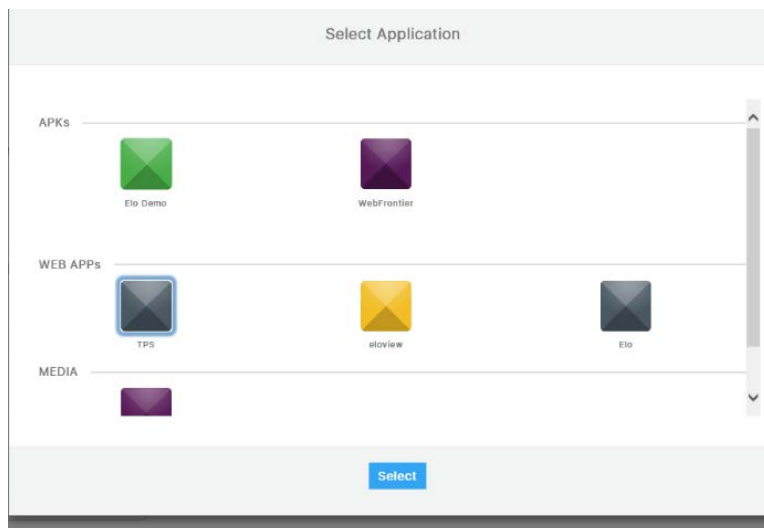 Select Application
APKs
Elo Demo
WebFrontier
WEB APPs
TPS
eloview
Elo
MEDIA
Select